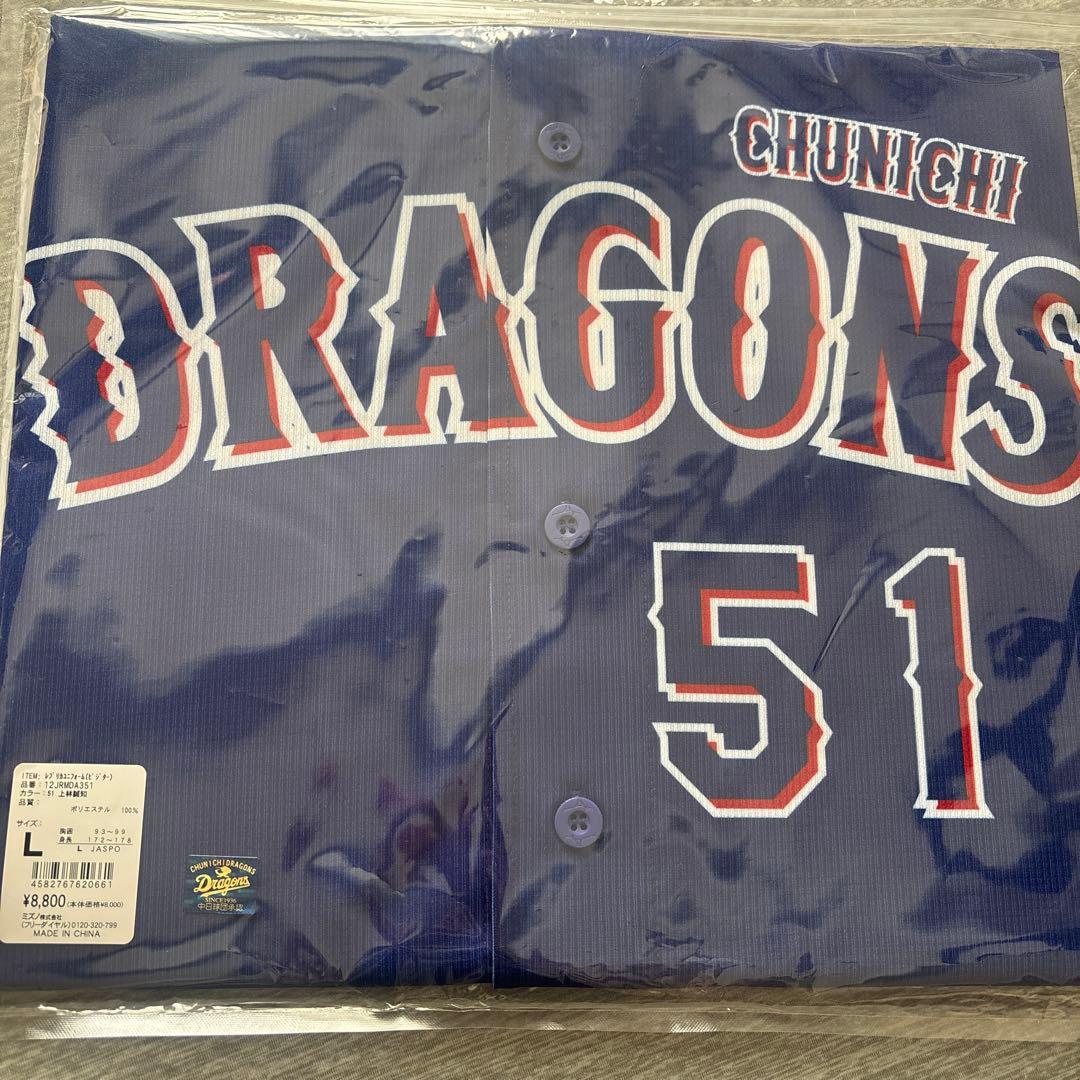 CHUNICHI
DRAGONS
51
ITEM: レプリカユニフォーム(ビジター)
品番：12JRMDA351
カラー：51 上林誠知
品質：
ポリエステル 100%
サイズ：
L
胸囲 93～99
身長 172～178
L JASPO
4582767620661
¥8,800(本体価格¥8,000)
ミズノ株式会社
(フリーダイヤル)0120-320-799
MADE IN CHINA
CHUNICHI DRAGONS
Dragons
SINCE1936
中日球団承認